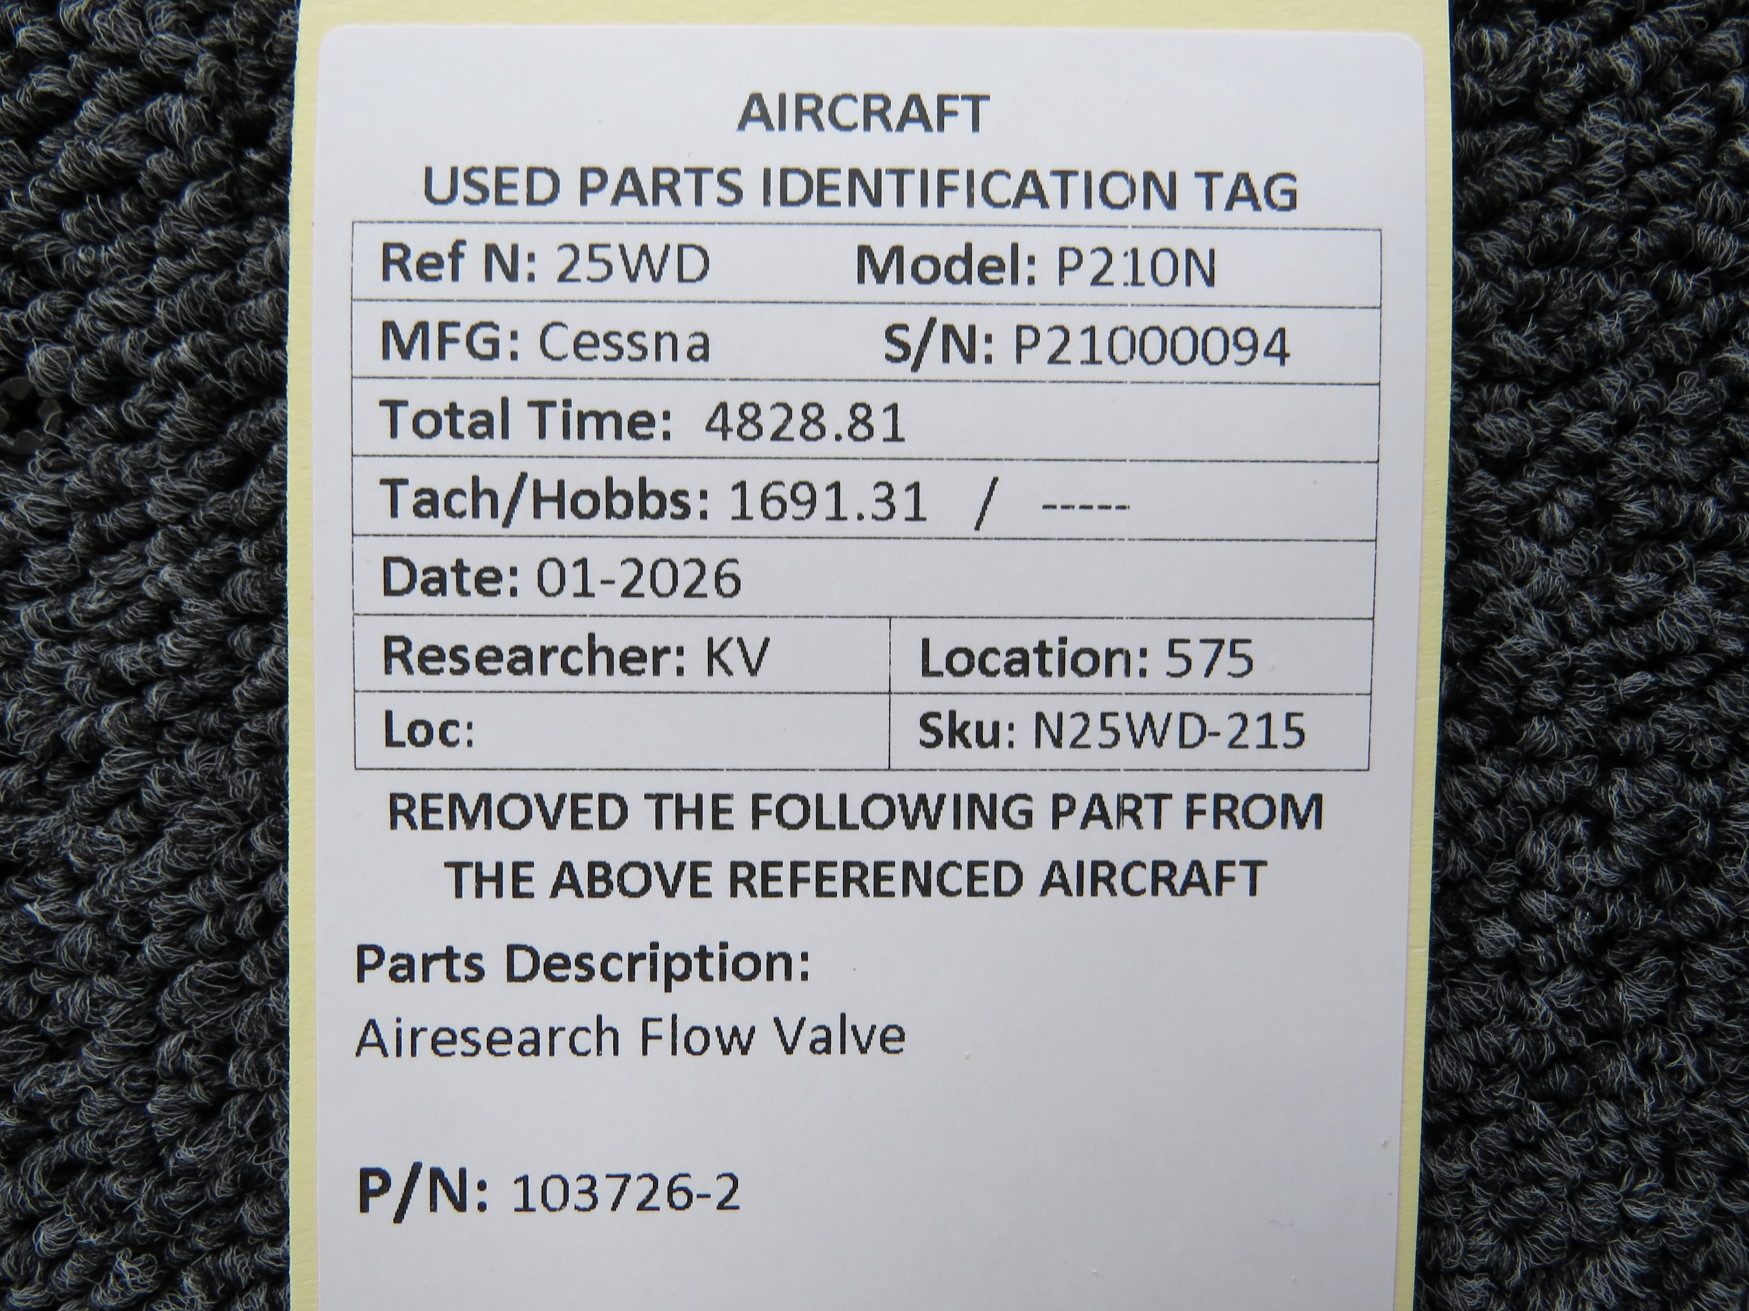 AIRCRAFT
USED PARTS IDENTIFICATION TAG
Ref N: 25WD Model: P210N
MFG: Cessna S/N: P21000094
Total Time: 4828.81
Tach/Hobbs: 1691.31 / -----
Date: 01-2026
Researcher: KV Location: 575
Loc: Sku: N25WD-215
REMOVED THE FOLLOWING PART FROM
THE ABOVE REFERENCED AIRCRAFT
Parts Description:
Airesearch Flow Valve
P/N: 103726-2